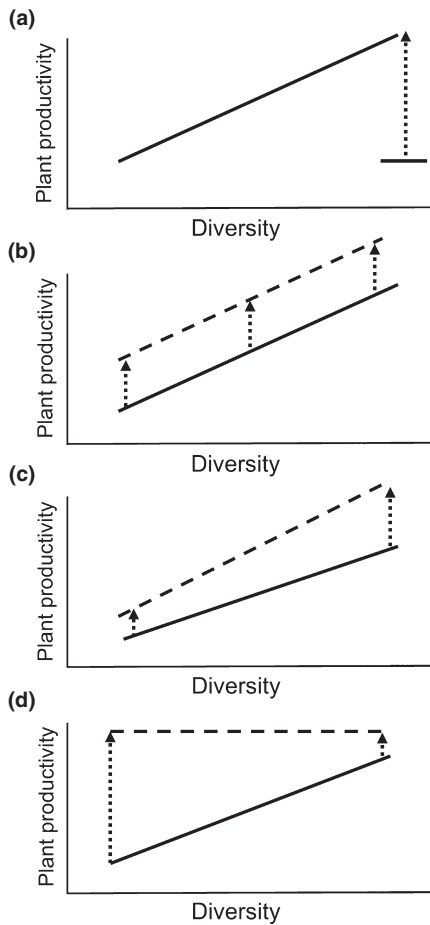 (a)
Plant productivity
Diversity
(b)
Plant productivity
Diversity
(c)
Plant productivity
Diversity
(d)
Plant productivity
Diversity